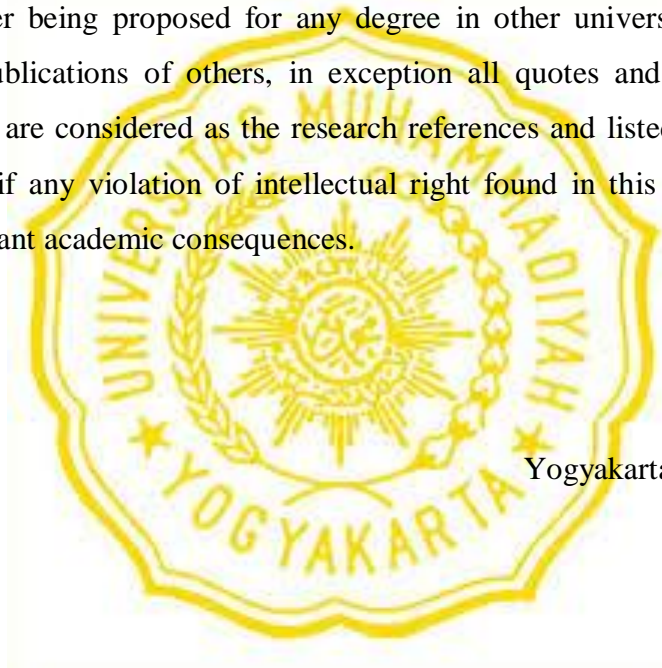 er being proposed for any degree in other univers
ublications of others, in exception all quotes and
are considered as the research references and listed
if any violation of intellectual right found in this
ant academic consequences.
UNIVERSITAS MUHAMMADIYAH
YOGYAKARTA
Yogyakarta